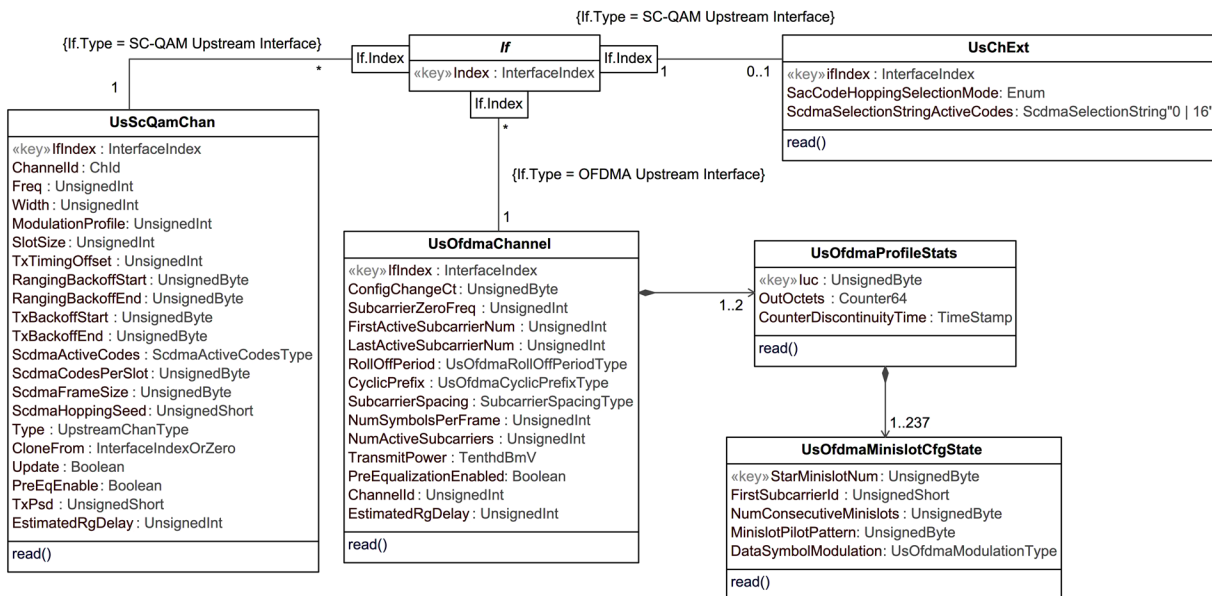 {If.Type = SC-QAM Upstream Interface}
{If.Type = SC-QAM Upstream Interface}
If.Index
*
1
If
«key» Index : InterfaceIndex
If.Index
1
0..1
If.Index
*
{If.Type = OFDMA Upstream Interface}
1
UsChExt
«key» ifIndex : InterfaceIndex
SacCodeHoppingSelectionMode: Enum
ScdmaSelectionStringActiveCodes : ScdmaSelectionString"0 | 16"
read()
UsScQamChan
«key» IfIndex : InterfaceIndex
ChannelId : ChId
Freq : UnsignedInt
Width : UnsignedInt
ModulationProfile: UnsignedInt
SlotSize : UnsignedInt
TxTimingOffset : UnsignedInt
RangingBackoffStart : UnsignedByte
RangingBackoffEnd : UnsignedByte
TxBackoffStart : UnsignedByte
TxBackoffEnd : UnsignedByte
ScdmaActiveCodes : ScdmaActiveCodesType
ScdmaCodesPerSlot : UnsignedByte
ScdmaFrameSize : UnsignedByte
ScdmaHoppingSeed : UnsignedShort
Type : UpstreamChanType
CloneFrom : InterfaceIndexOrZero
Update : Boolean
PreEqEnable : Boolean
TxPsd : UnsignedShort
EstimatedRgDelay : UnsignedInt
read()
UsOfdmaChannel
«key» IfIndex : InterfaceIndex
ConfigChangeCt : UnsignedByte
SubcarrierZeroFreq : UnsignedInt
FirstActiveSubcarrierNum : UnsignedInt
LastActiveSubcarrierNum : UnsignedInt
RollOffPeriod : UsOfdmaRollOffPeriodType
CyclicPrefix : UsOfdmaCyclicPrefixType
SubcarrierSpacing : SubcarrierSpacingType
NumSymbolsPerFrame : UnsignedInt
NumActiveSubcarriers : UnsignedInt
TransmitPower : TenthdBmV
PreEqualizationEnabled : Boolean
ChannelId : UnsignedInt
EstimatedRgDelay : UnsignedInt
read()
1..2
UsOfdmaProfileStats
«key» Iuc : UnsignedByte
OutOctets : Counter64
CounterDiscontinuityTime : TimeStamp
read()
1..237
UsOfdmaMinislotCfgState
«key» StarMinislotNum : UnsignedByte
FirstSubcarrierId : UnsignedShort
NumConsecutiveMinislots : UnsignedByte
MinislotPilotPattern : UnsignedByte
DataSymbolModulation : UsOfdmaModulationType
read()